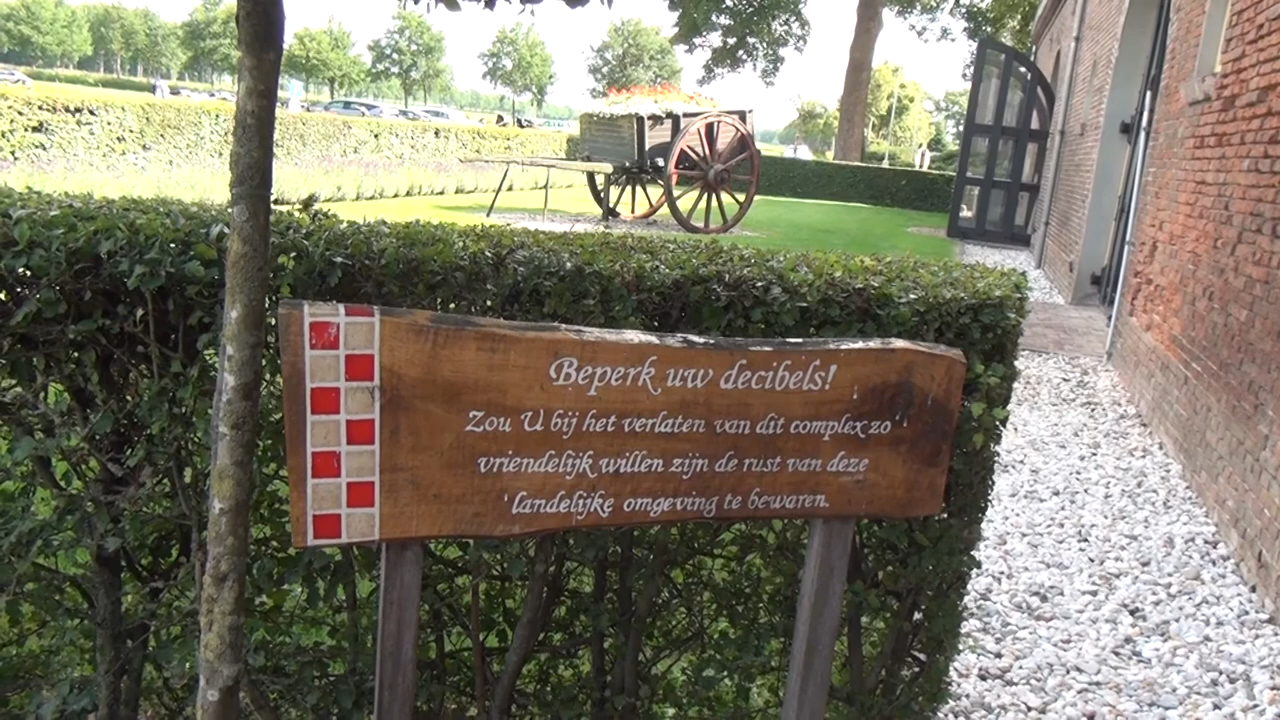 Beperk uw decibels!
Zou U bij het verlaten van dit complex zo
vriendelijk willen zijn de rust van deze
landelijke omgeving te bewaren.